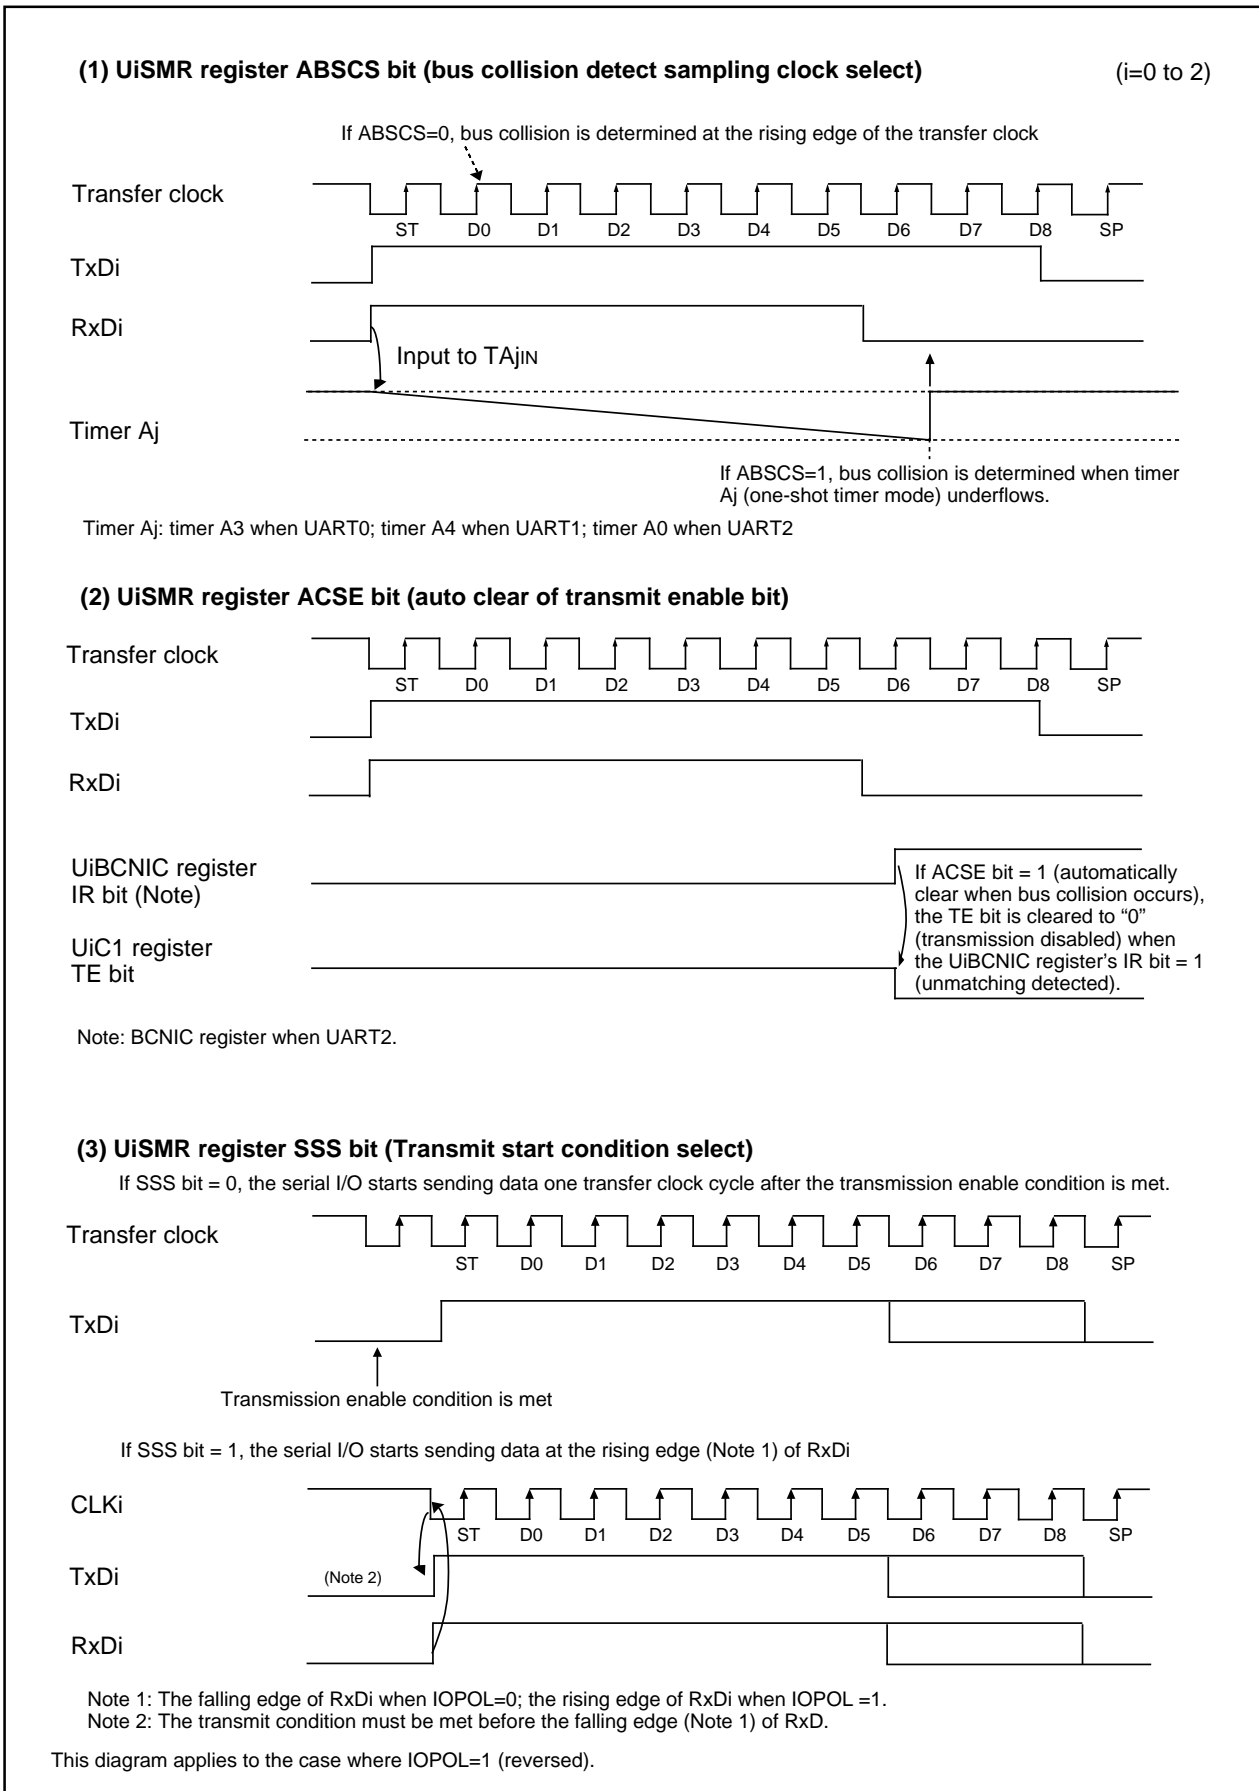 (1) UiSMR register ABSCS bit (bus collision detect sampling clock select) (i=0 to 2)
If ABSCS=0, bus collision is determined at the rising edge of the transfer clock
Transfer clock
ST D0 D1 D2 D3 D4 D5 D6 D7 D8 SP
TxDi
RxDi
Input to TAjIN
Timer Aj
If ABSCS=1, bus collision is determined when timer
Aj (one-shot timer mode) underflows.
Timer Aj: timer A3 when UART0; timer A4 when UART1; timer A0 when UART2
(2) UiSMR register ACSE bit (auto clear of transmit enable bit)
Transfer clock
ST D0 D1 D2 D3 D4 D5 D6 D7 D8 SP
TxDi
RxDi
UiBCNIC register
IR bit (Note)
UiC1 register
TE bit
If ACSE bit = 1 (automatically
clear when bus collision occurs),
the TE bit is cleared to “0”
(transmission disabled) when
the UiBCNIC register’s IR bit = 1
(unmatching detected).
Note: BCNIC register when UART2.
(3) UiSMR register SSS bit (Transmit start condition select)
If SSS bit = 0, the serial I/O starts sending data one transfer clock cycle after the transmission enable condition is met.
Transfer clock
ST D0 D1 D2 D3 D4 D5 D6 D7 D8 SP
TxDi
Transmission enable condition is met
If SSS bit = 1, the serial I/O starts sending data at the rising edge (Note 1) of RxDi
CLKi
ST D0 D1 D2 D3 D4 D5 D6 D7 D8 SP
TxDi
(Note 2)
RxDi
Note 1: The falling edge of RxDi when IOPOL=0; the rising edge of RxDi when IOPOL =1.
Note 2: The transmit condition must be met before the falling edge (Note 1) of RxD.
This diagram applies to the case where IOPOL=1 (reversed).